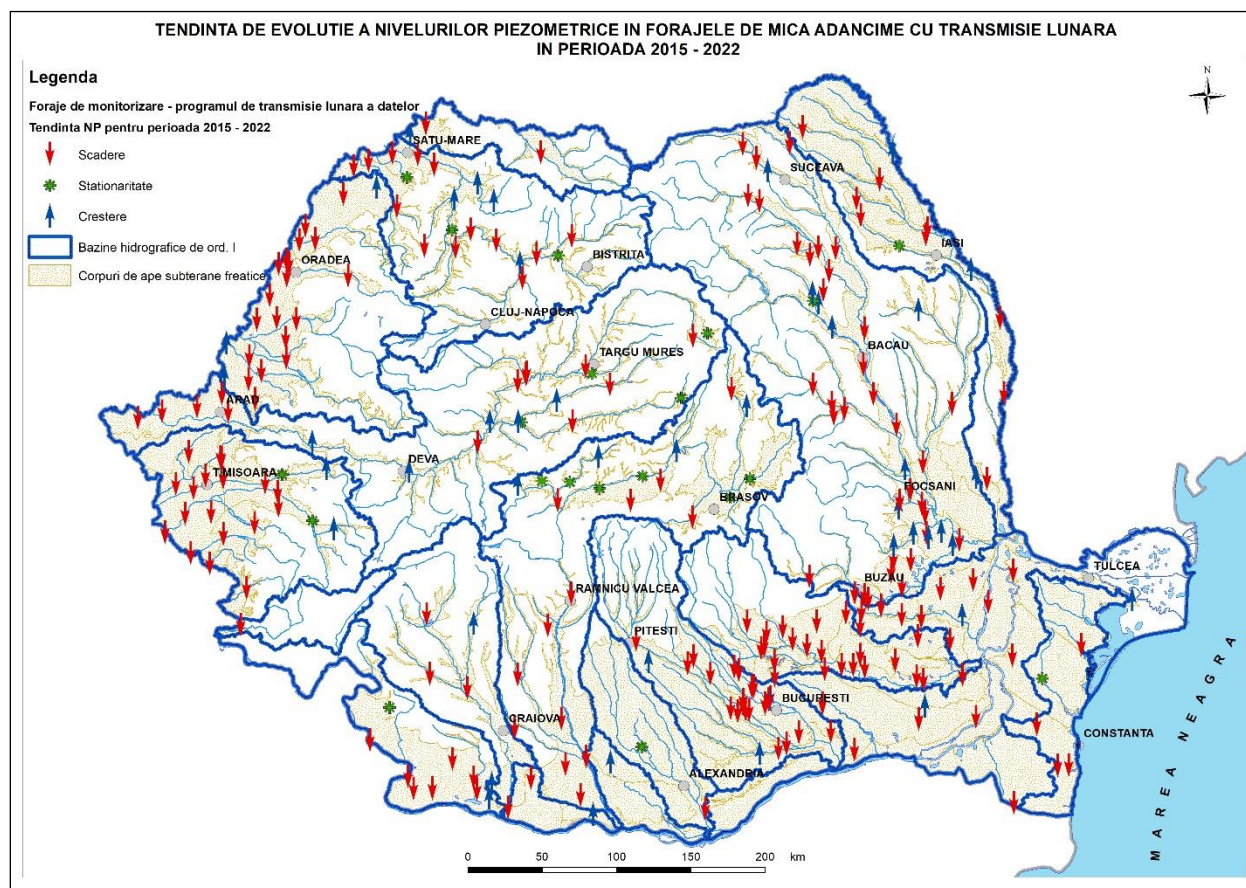 TENDINTA DE EVOLUTIE A NIVELURILOR PIEZOMETRICE IN FORAJELE DE MICA ADANCIME CU TRANSMISIE LUNARA
IN PERIOADA 2015 - 2022
Legenda
Foraje de monitorizare - programul de transmisie lunara a datelor
Tendinta NP pentru perioada 2015 - 2022
Scadere
Stationaritate
Crestere
Bazine hidrografice de ord. I
Corpuri de ape subterane freatice
N
SATU-MARE
SUCEAVA
IASI
ORADEA
BISTRITA
CLUJ-NAPOCA
BACAU
TARGU MURES
ARAD
DEVA
TIMISOARA
FOCSANI
BRASOV
TULCEA
BUZAU
RAMNICU VALCEA
PITESTI
BUCURESTI
CRAIOVA
CONSTANTA
ALEXANDRIA
MAREA NEAGRA
0 50 100 150 200 km